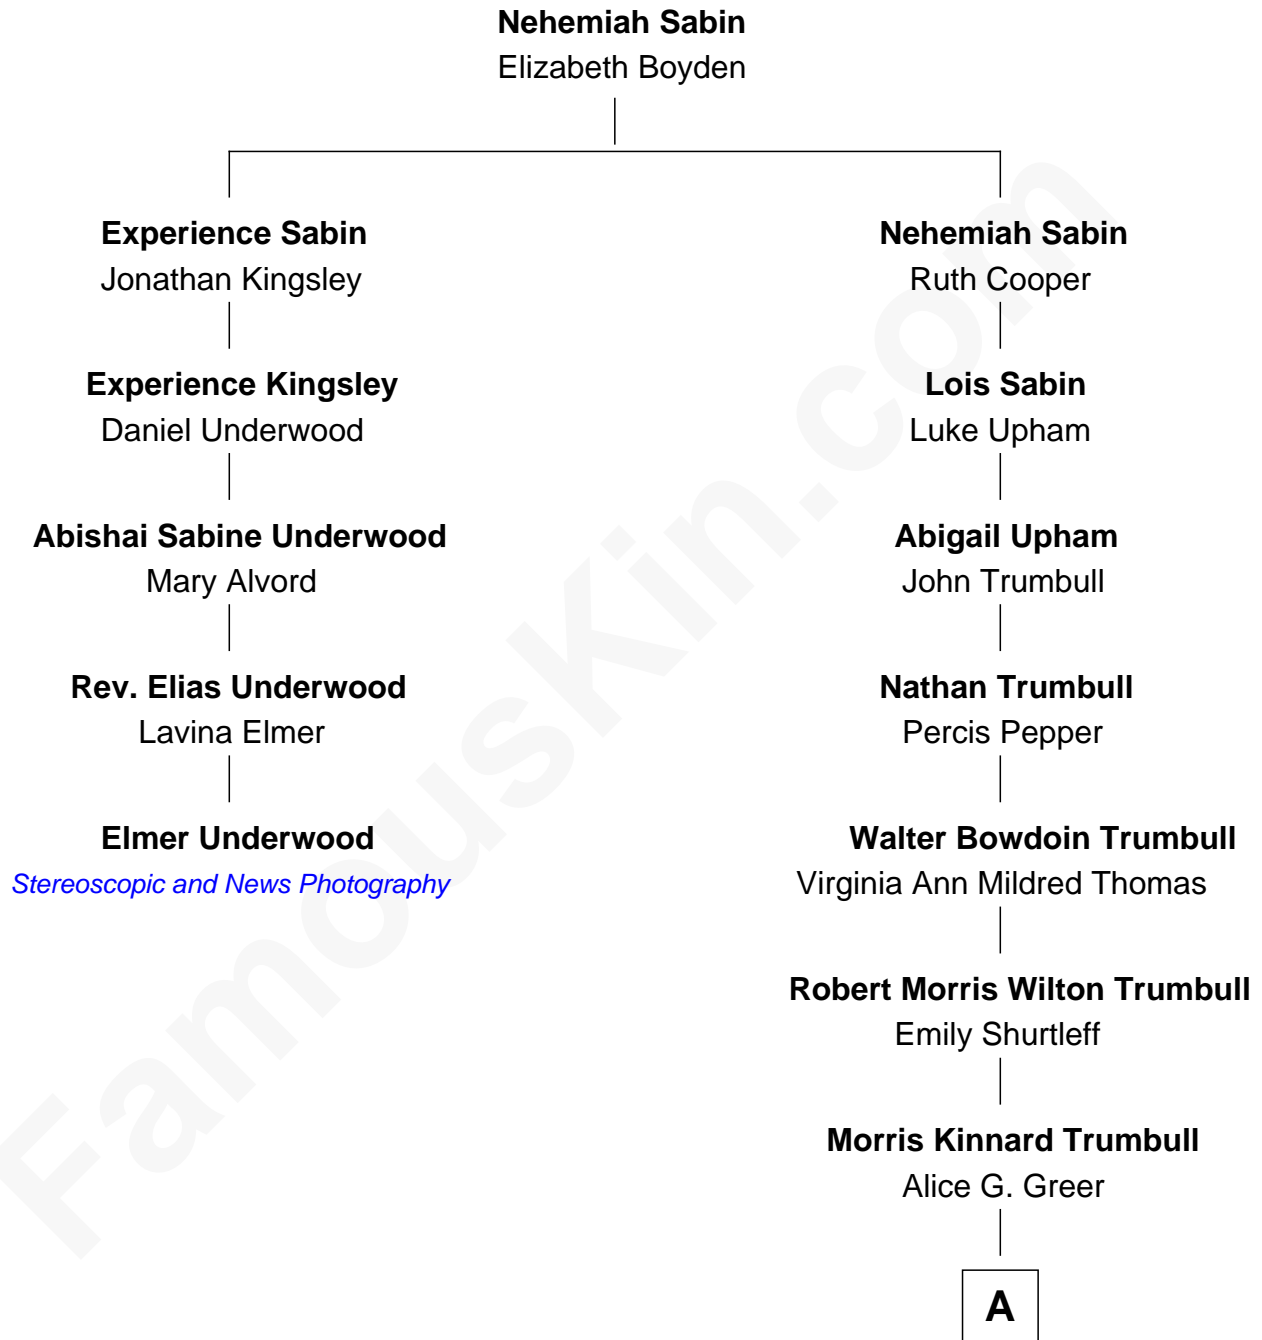 Nehemiah Sabin
Elizabeth Boyden
Experience Sabin
Jonathan Kingsley
Nehemiah Sabin
Ruth Cooper
Experience Kingsley
Daniel Underwood
Lois Sabin
Luke Upham
Abishai Sabine Underwood
Mary Alvord
Abigail Upham
John Trumbull
Rev. Elias Underwood
Lavina Elmer
Nathan Trumbull
Percis Pepper
Elmer Underwood
Stereoscopic and News Photography
Walter Bowdoin Trumbull
Virginia Ann Mildred Thomas
Robert Morris Wilton Trumbull
Emily Shurtleff
Morris Kinnard Trumbull
Alice G. Greer
A
FamousKin.com